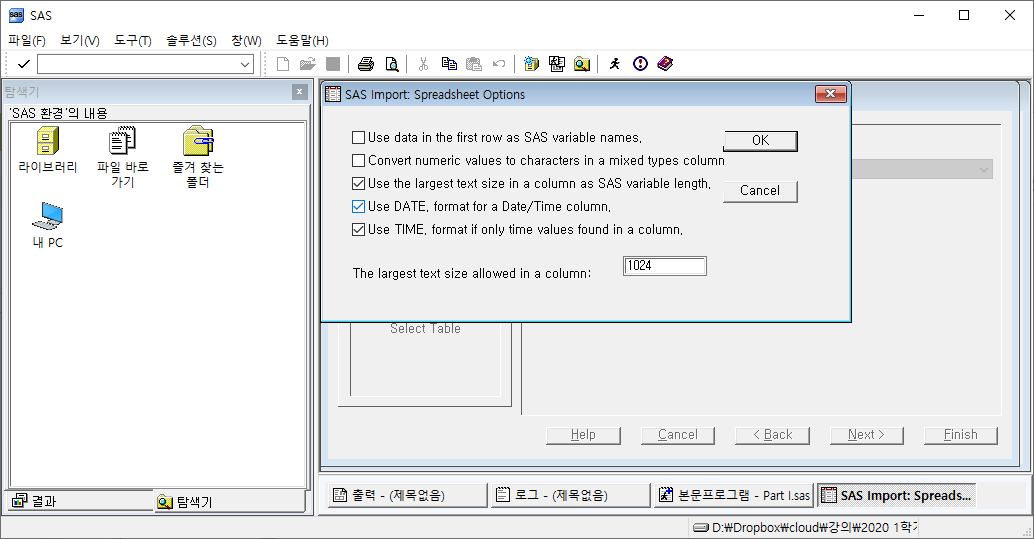 SAS
파일(F) 보기(V) 도구(T) 솔루션(S) 창(W) 도움말(H)
탐색기
'SAS 환경'의 내용
라이브러리
파일 바로
가기
즐겨 찾는
폴더
내 PC
결과
탐색기
SAS Import: Spreadsheet Options
Use data in the first row as SAS variable names.
Convert numeric values to characters in a mixed types column
Use the largest text size in a column as SAS variable length.
Use DATE. format for a Date/Time column.
Use TIME. format if only time values found in a column.
The largest text size allowed in a column:
1024
OK
Cancel
Select Table
Help Cancel < Back Next > Finish
출력 - (제목없음) 로그 - (제목없음) 본문프로그램 - Part I.sas SAS Import: Spreads...
D:₩Dropbox₩cloud₩강의₩2020 1학